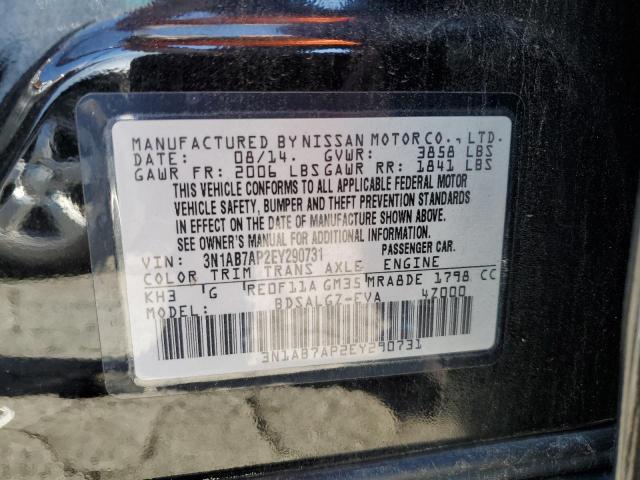 MANUFACTURED BY NISSAN MOTOR CO., LTD.
DATE: 08/14. GVWR: 3858 LBS
GAWR FR: 2006 LBS GAWR RR: 1841 LBS
THIS VEHICLE CONFORMS TO ALL APPLICABLE FEDERAL MOTOR
VEHICLE SAFETY, BUMPER AND THEFT PREVENTION STANDARDS
IN EFFECT ON THE DATE OF MANUFACTURE SHOWN ABOVE.
SEE OWNER'S MANUAL FOR ADDITIONAL INFORMATION.
VIN: 3N1AB7AP2EY290731 PASSENGER CAR.
COLOR TRIM TRANS AXLE ENGINE
KH3 G RE0F11A GM35 MRA8DE 1798 CC
MODEL: BDSALGZ-EVA 47000
3N1AB7AP2EY290731